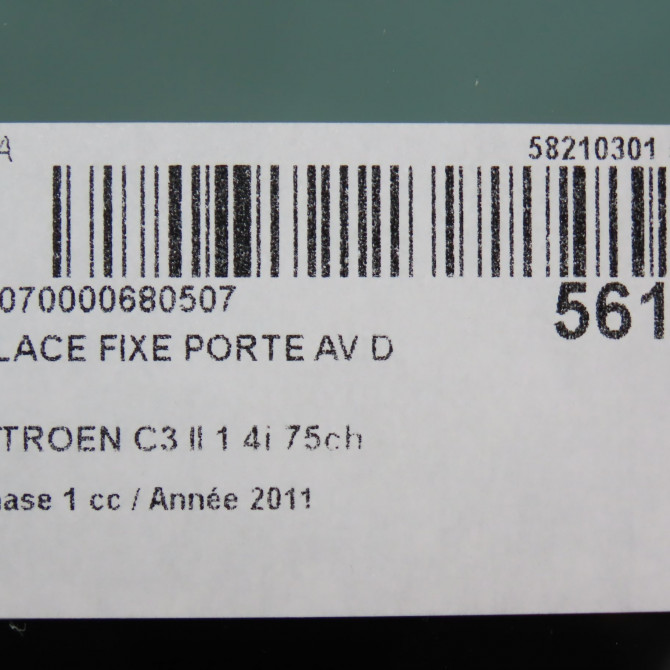 A 58210301
070000680507 561
LACE FIXE PORTE AV D
TROEN C3 II 1 4i 75ch
hase 1 cc / Année 2011